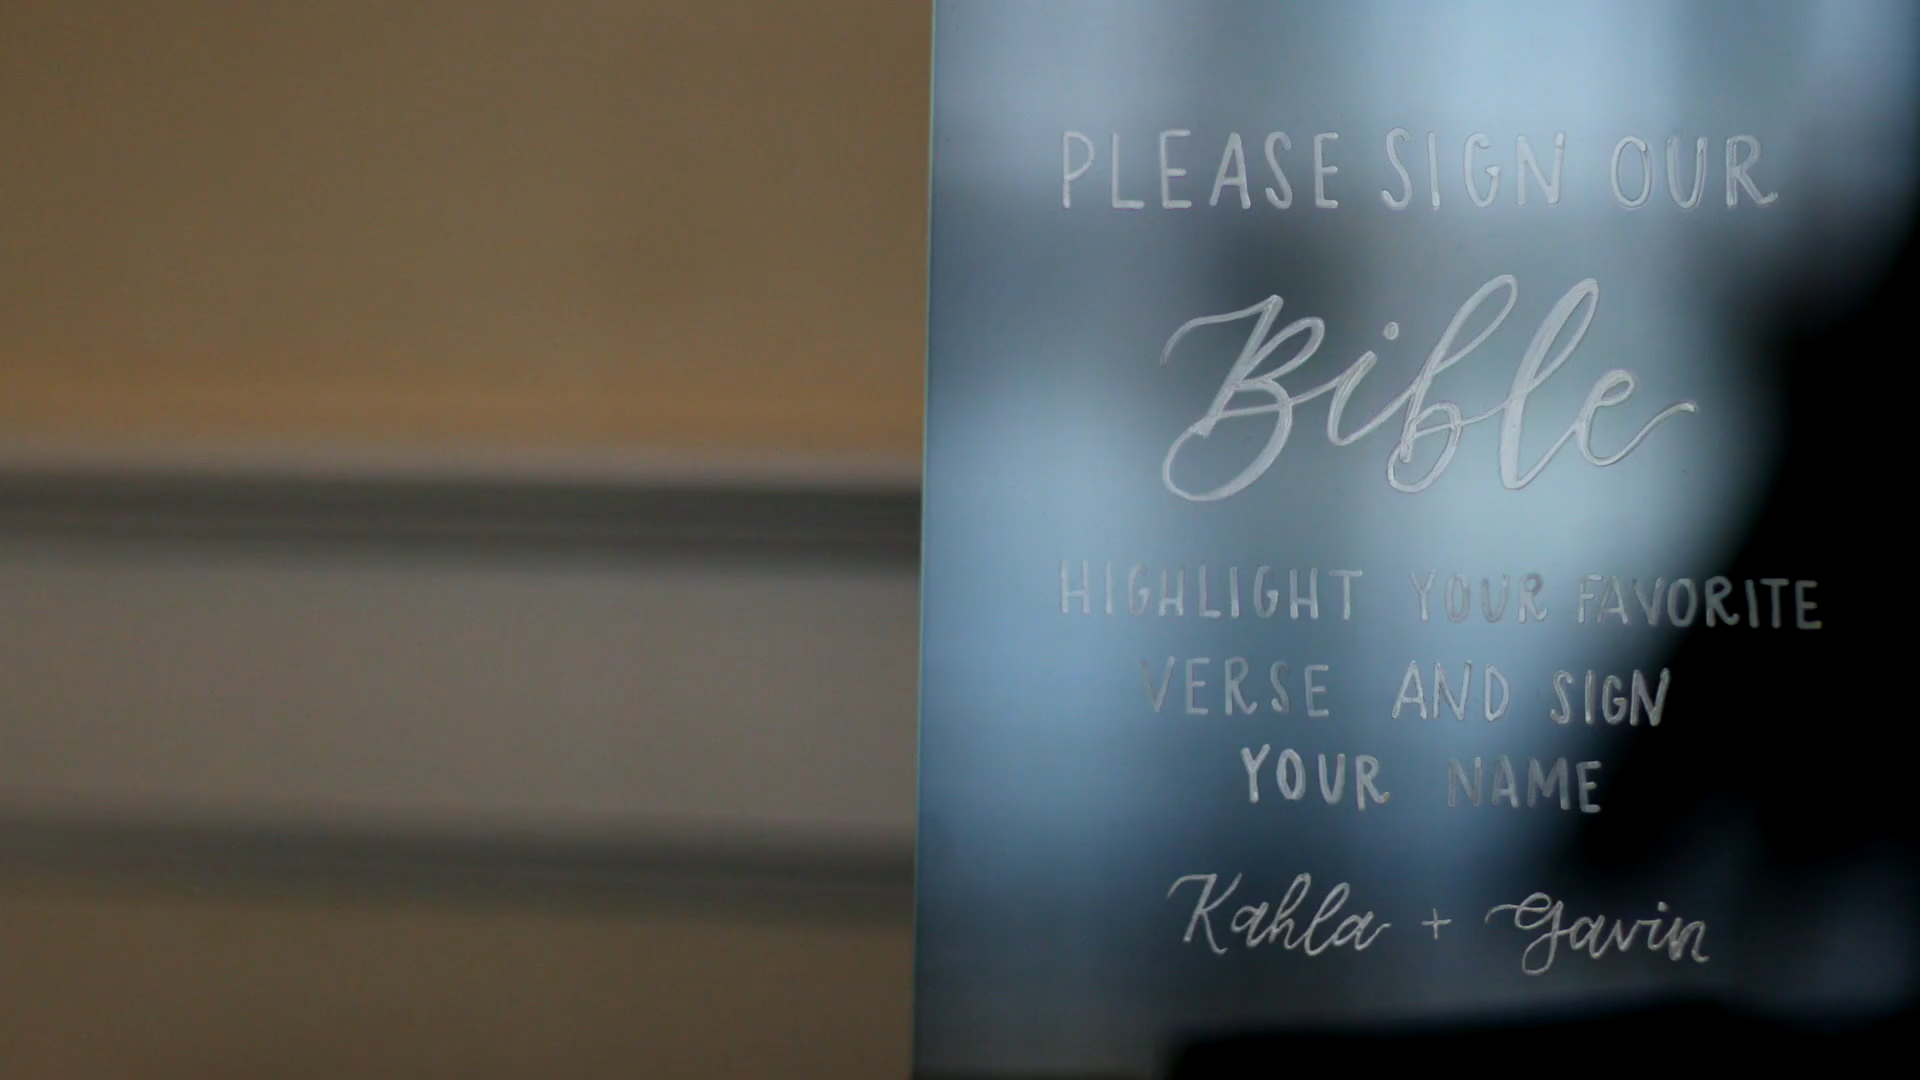 PLEASE SIGN OUR
Bible
HIGHLIGHT YOUR FAVORITE
VERSE AND SIGN
YOUR NAME
Kahla + Gavin